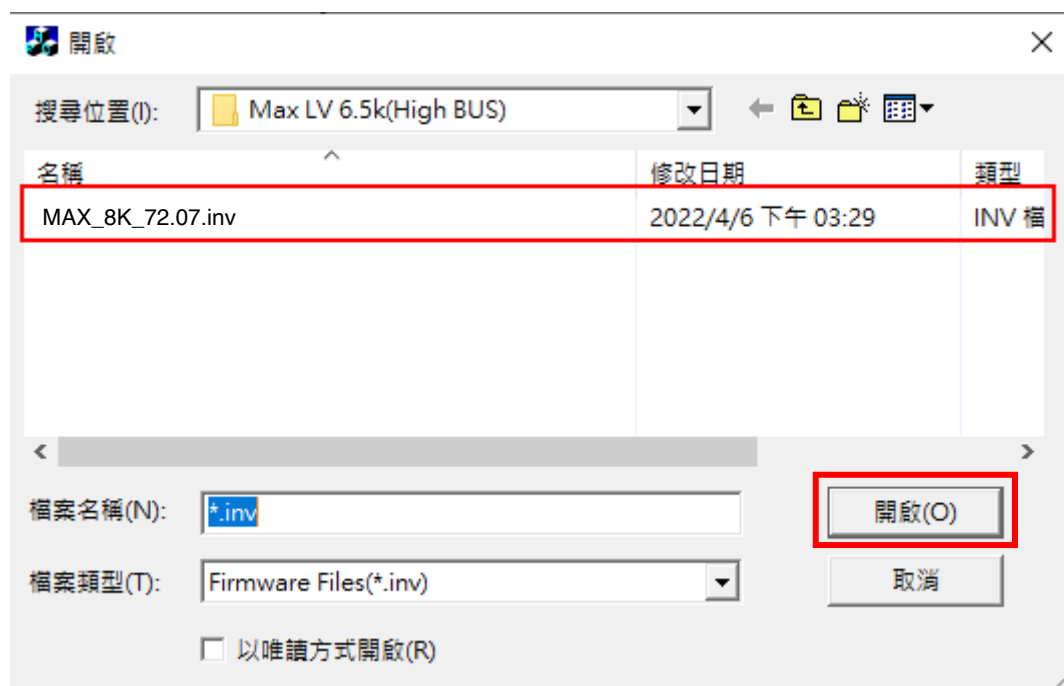 開啟
搜尋位置(I): Max LV 6.5k(High BUS)
名稱 修改日期 類型
MAX_8K_72.07.inv 2022/4/6 下午 03:29 INV 檔
檔案名稱(N): *.inv 開啟(O)
檔案類型(T): Firmware Files(*.inv) 取消
以唯讀方式開啟(R)